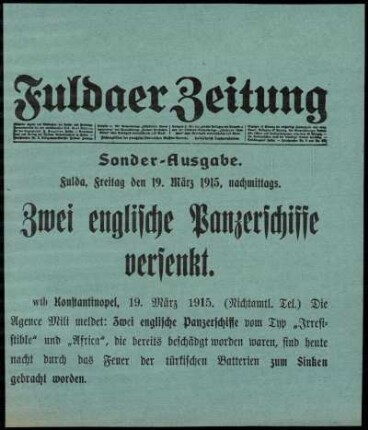 Fuldaer Zeitung
Sonder-Ausgabe.
Fulda, Freitag den 19. März 1915, nachmittags.
Zwei englische Panzerschiffe
versenkt.
wtb Konstantinopel, 19. März 1915. (Nichtamtl. Tel.) Die
Agence Mili meldet: Zwei englische Panzerschiffe vom Typ „Irresi-
stible“ und „Africa“, die bereits beschädigt worden waren, sind heute
nacht durch das Feuer der türkischen Batterien zum Sinken
gebracht worden.